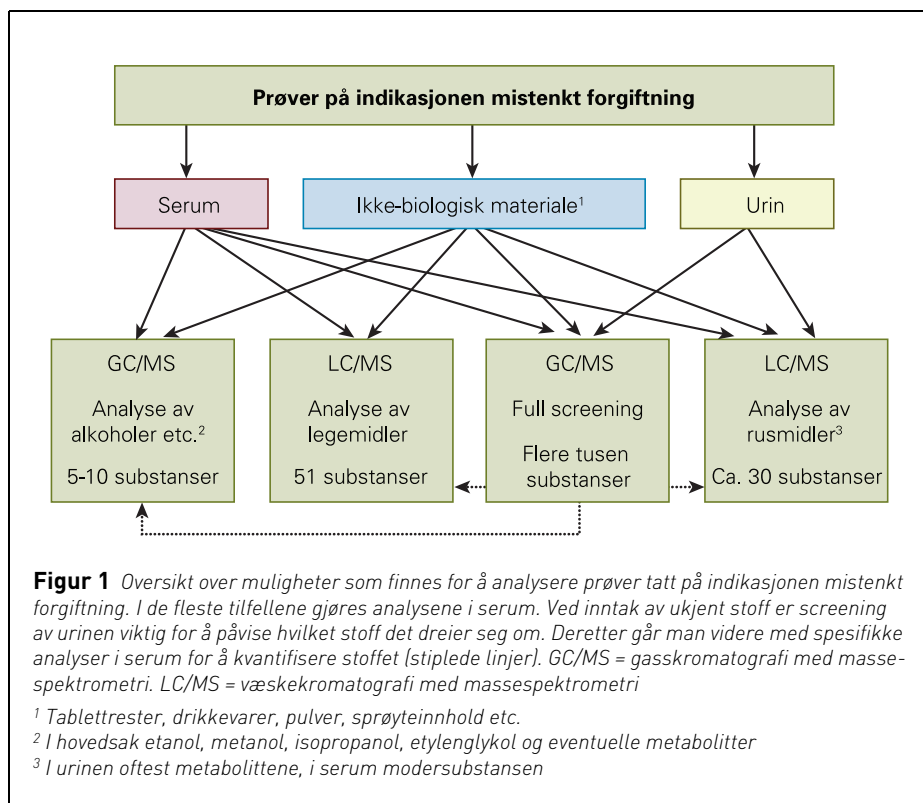 Prøver på indikasjonen mistenkt forgiftning
Serum
Ikke-biologisk materiale¹
Urin
GC/MS
Analyse av
alkoholer etc.²
5-10 substanser
LC/MS
Analyse av
legemidler
51 substanser
GC/MS
Full screening
Flere tusen
substanser
LC/MS
Analyse av
rusmidler³
Ca. 30 substanser
Figur 1 Oversikt over muligheter som finnes for å analysere prøver tatt på indikasjonen mistenkt
forgiftning. I de fleste tilfellene gjøres analysene i serum. Ved inntak av ukjent stoff er screening
av urinen viktig for å påvise hvilket stoff det dreier seg om. Deretter går man videre med spesifikke
analyser i serum for å kvantifisere stoffet (stiplede linjer). GC/MS = gasskromatografi med masse-
spektrometri. LC/MS = væskekromatografi med massespektrometri
¹ Tablettrester, drikkevarer, pulver, sprøyteinnhold etc.
² I hovedsak etanol, metanol, isopropanol, etylenglykol og eventuelle metabolitter
³ I urinen oftest metabolittene, i serum modersubstansen